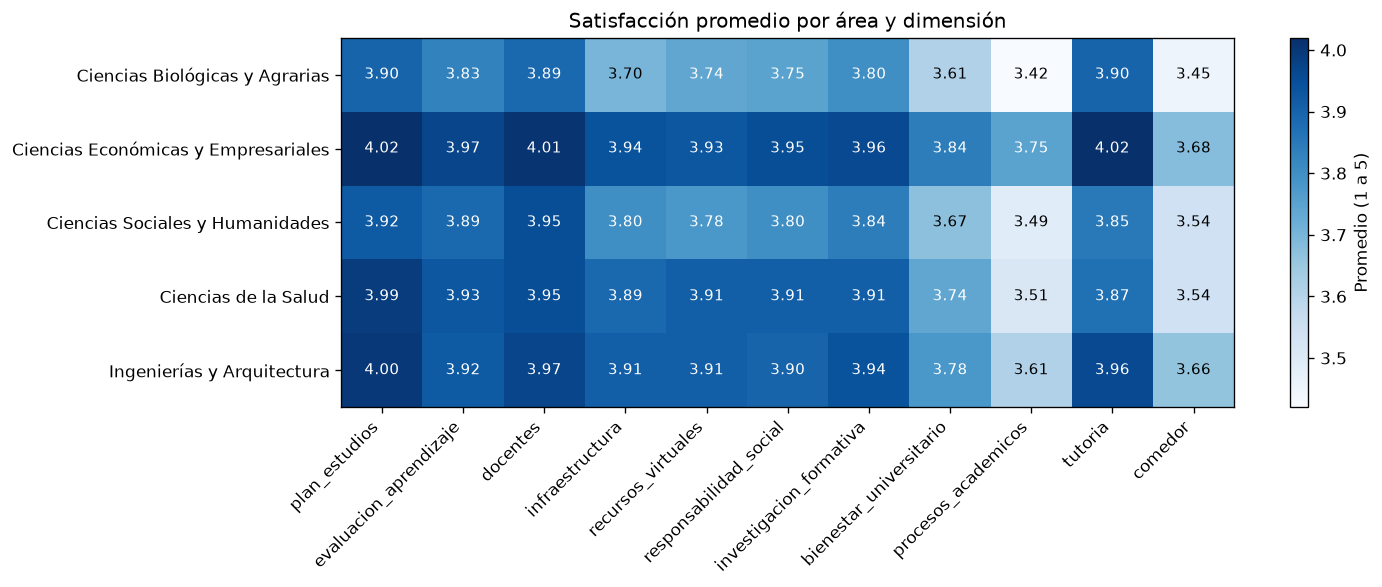 Satisfacción promedio por área y dimensión
Ciencias Biológicas y Agrarias 3.90 3.83 3.89 3.70 3.74 3.75 3.80 3.61 3.42 3.90 3.45
Ciencias Económicas y Empresariales 4.02 3.97 4.01 3.94 3.93 3.95 3.96 3.84 3.75 4.02 3.68
Ciencias Sociales y Humanidades 3.92 3.89 3.95 3.80 3.78 3.80 3.84 3.67 3.49 3.85 3.54
Ciencias de la Salud 3.99 3.93 3.95 3.89 3.91 3.91 3.91 3.74 3.51 3.87 3.54
Ingenierías y Arquitectura 4.00 3.92 3.97 3.91 3.91 3.90 3.94 3.78 3.61 3.96 3.66
plan_estudios
evaluacion_aprendizaje
docentes
infraestructura
recursos_virtuales
responsabilidad_social
investigacion_formativa
bienestar_universitario
procesos_academicos
tutoria
comedor
4.0
3.9
3.8
3.7
3.6
3.5
Promedio (1 a 5)